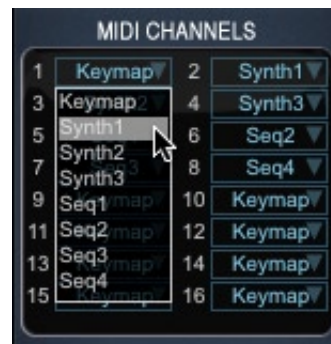 MIDI CHANNELS
1 Keymap 2 Synth1
3 Keymap 4 Synth3
Synth1
5 6 Seq2
Synth2
7 8 Seq4
Synth3
9 Seq1 10 Keymap
11 Seq2 12 Keymap
13 Seq3 14 Keymap
Seq4
15 16 Keymap